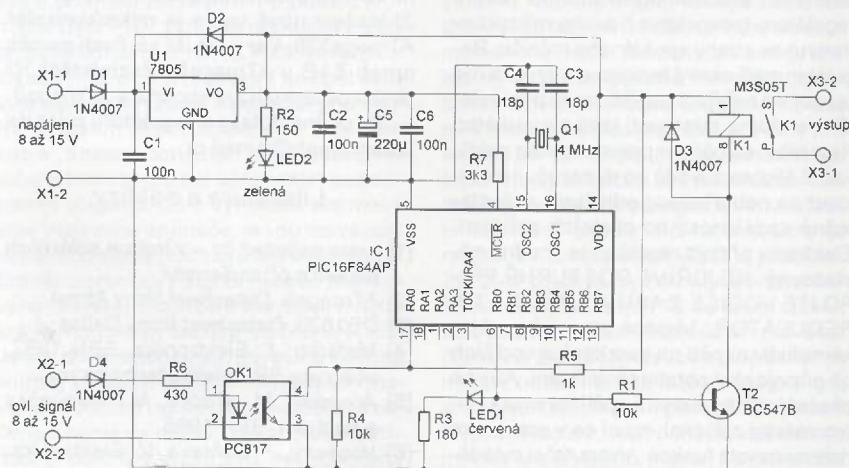 D2
1N4007
X1-1
D1
1N4007
U1
7805
1
VI
VO
3
GND
2
napájení
8 až 15 V
X1-2
C1
100n
R2
150
LED2
zelená
C2
100n
C5
220µ
C6
100n
C4
18p
C3
18p
Q1
4 MHz
R7
3k3
D3
1N4007
M3S05T
1
8
K1
S
P
K1
X3-2
výstup
X3-1
5
4
15
16
14
VSS
MCLR
OSC2
OSC1
VDD
IC1
PIC16F84AP
RA0
RA1
RA2
RA3
T0CKI/RA4
RB0
RB1
RB2
RB3
RB4
RB5
RB6
RB7
17
18
1
2
3
6
7
8
9
10
11
12
13
X2-1
D4
1N4007
R6
430
OK1
1
2
4
3
PC817
ovl. signál
8 až 15 V
X2-2
R4
10k
R5
1k
R3
180
LED1
červená
R1
10k
T2
BC547B